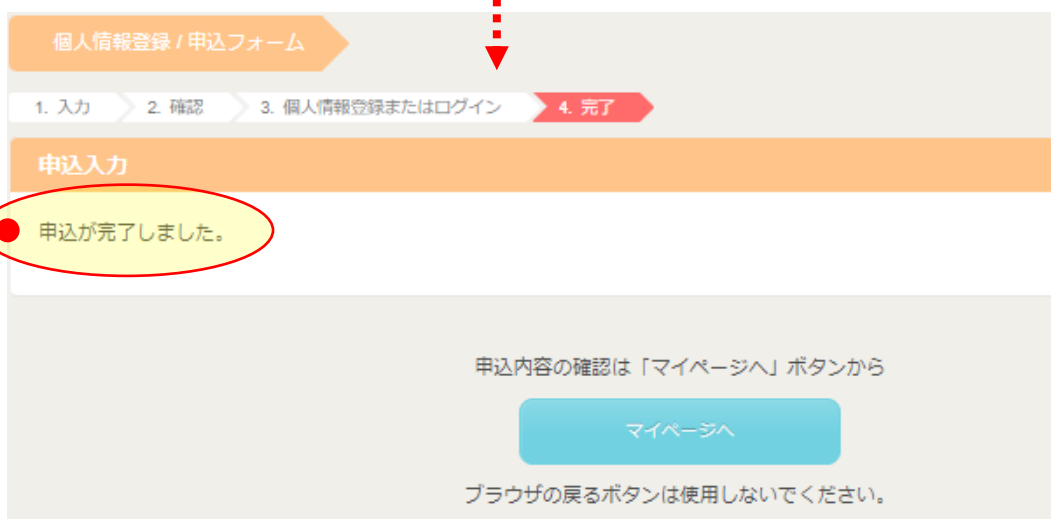 個人情報登録 / 申込フォーム
1. 入力 2. 確認 3. 個人情報登録またはログイン 4. 完了
申込入力
申込が完了しました。
申込内容の確認は「マイページへ」ボタンから
マイページへ
ブラウザの戻るボタンは使用しないでください。